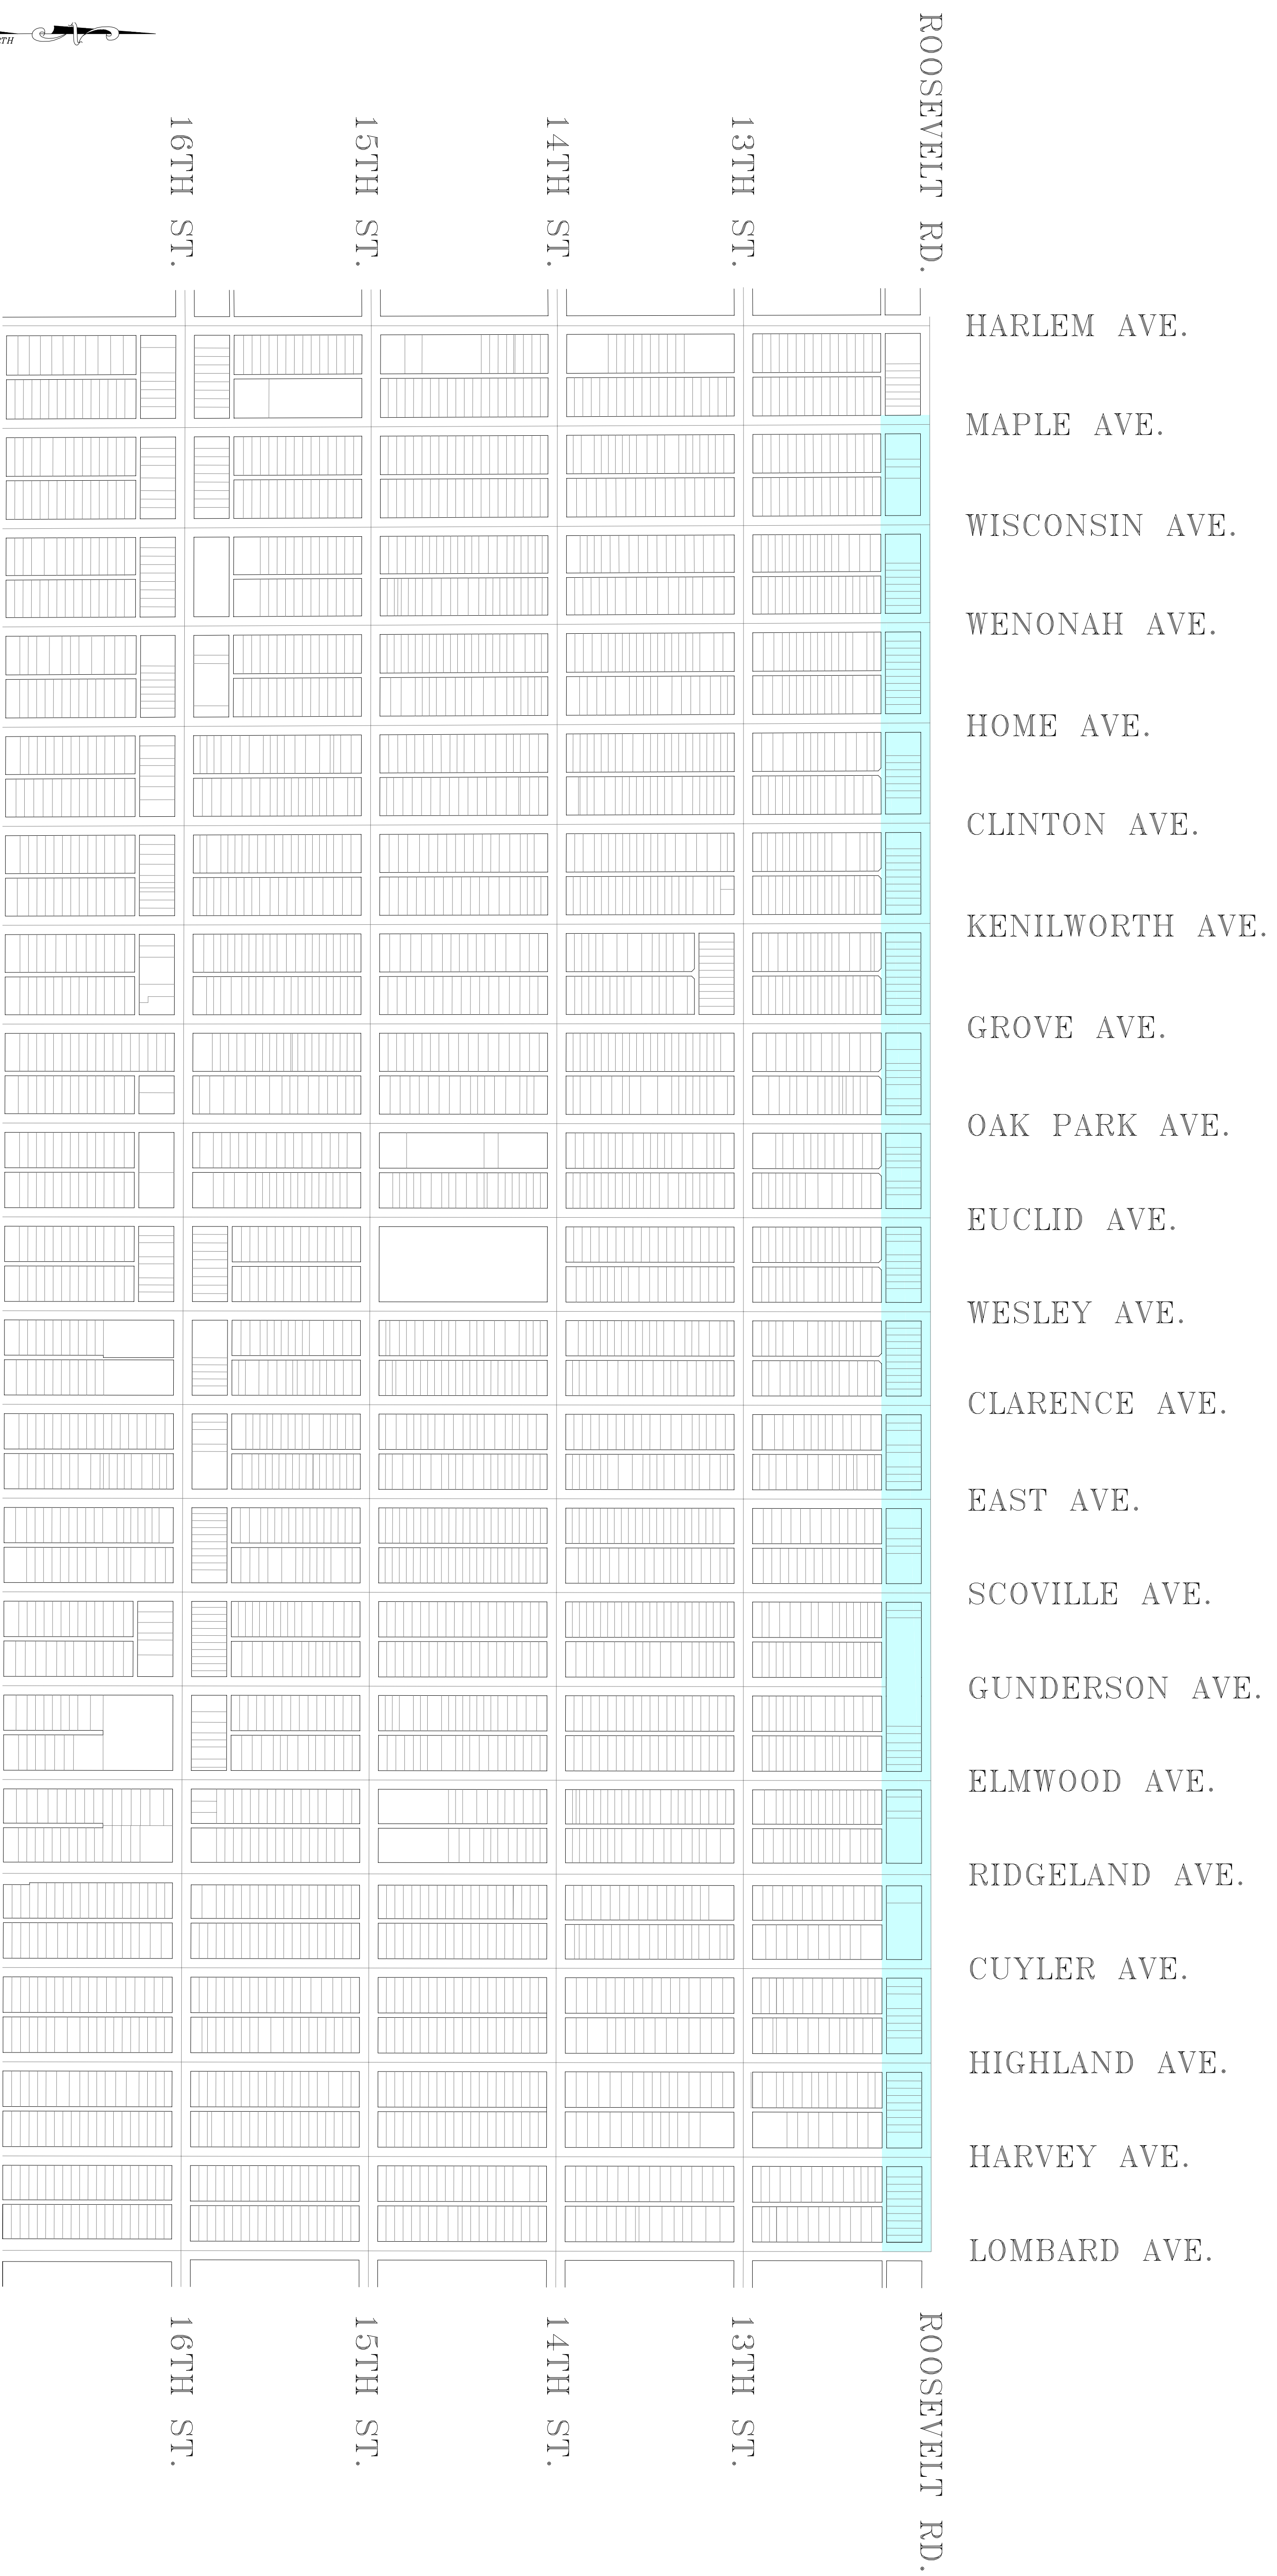 TH
ROOSEVELT RD.
16TH ST.
15TH ST.
14TH ST.
13TH ST.
HARLEM AVE.
MAPLE AVE.
WISCONSIN AVE.
WENONAH AVE.
HOME AVE.
CLINTON AVE.
KENILWORTH AVE.
GROVE AVE.
OAK PARK AVE.
EUCLID AVE.
WESLEY AVE.
CLARENCE AVE.
EAST AVE.
SCOVILLE AVE.
GUNDERSON AVE.
ELMWOOD AVE.
RIDGELAND AVE.
CUYLER AVE.
HIGHLAND AVE.
HARVEY AVE.
LOMBARD AVE.
16TH ST.
15TH ST.
14TH ST.
13TH ST.
ROOSEVELT RD.